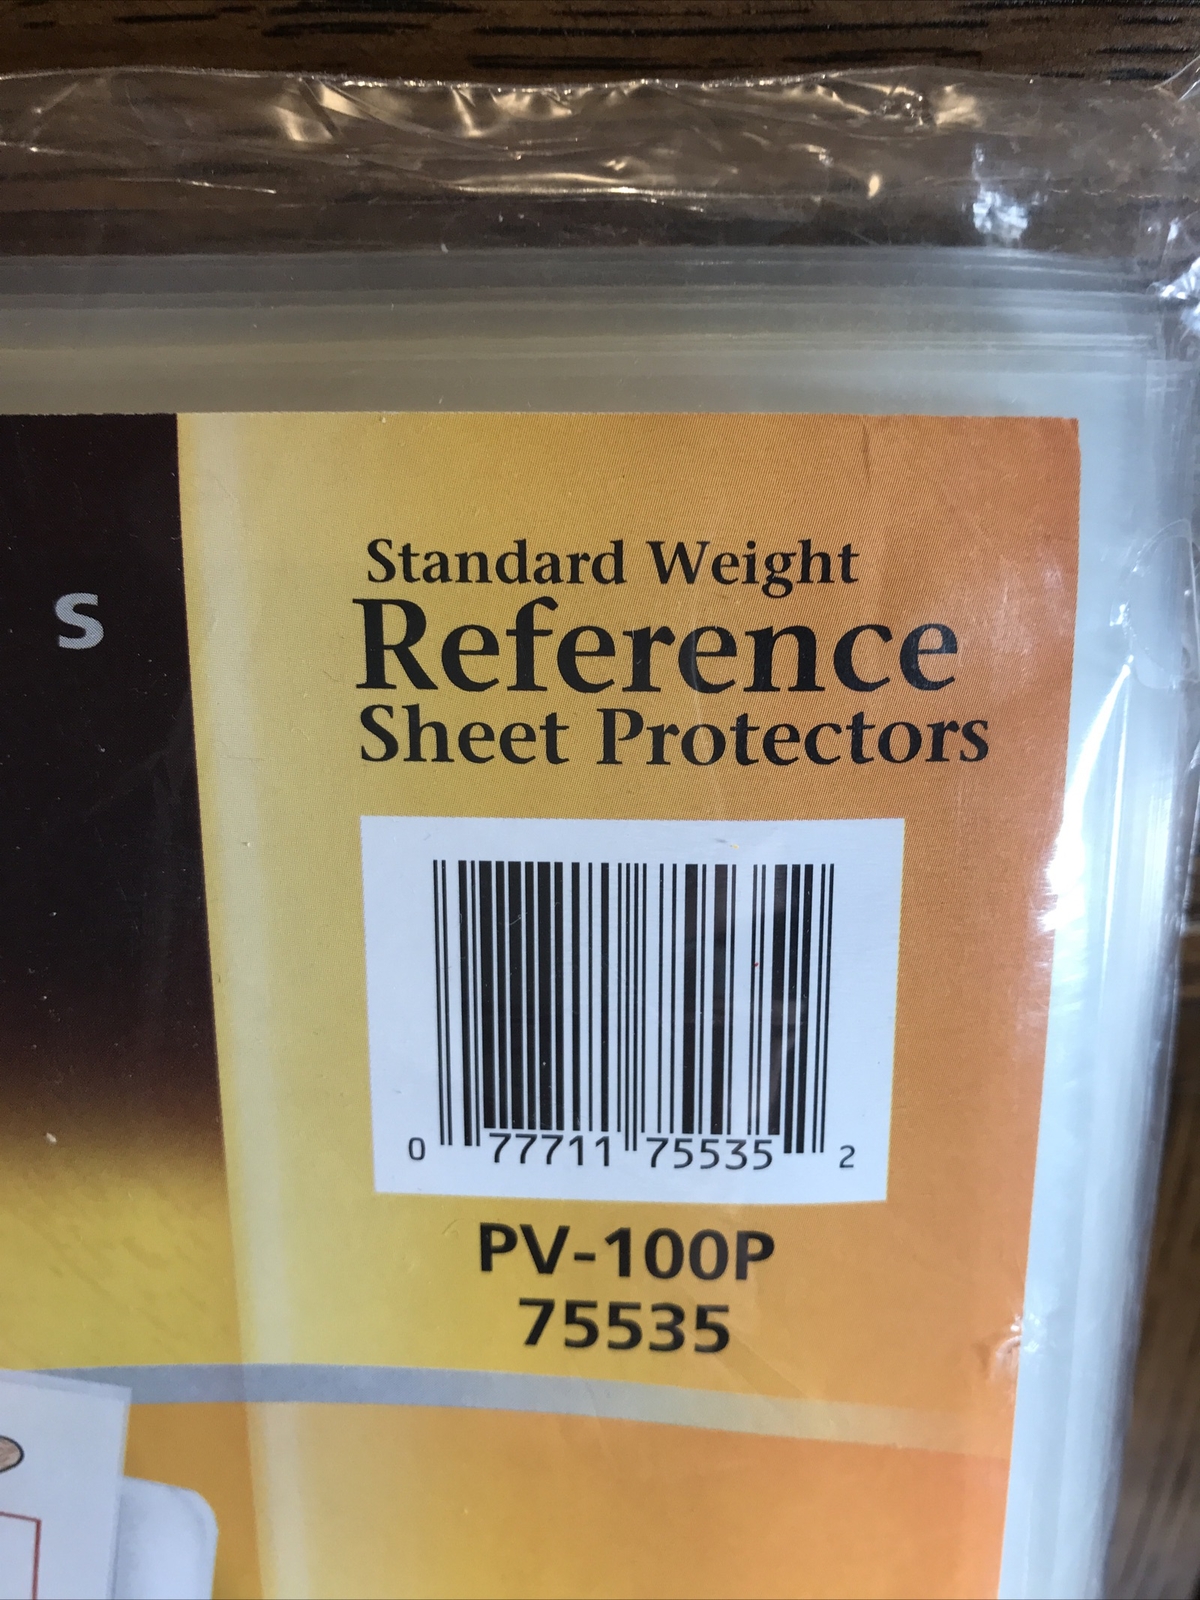 Standard Weight
Reference
Sheet Protectors
S
0 77711 75535 2
PV-100P
75535